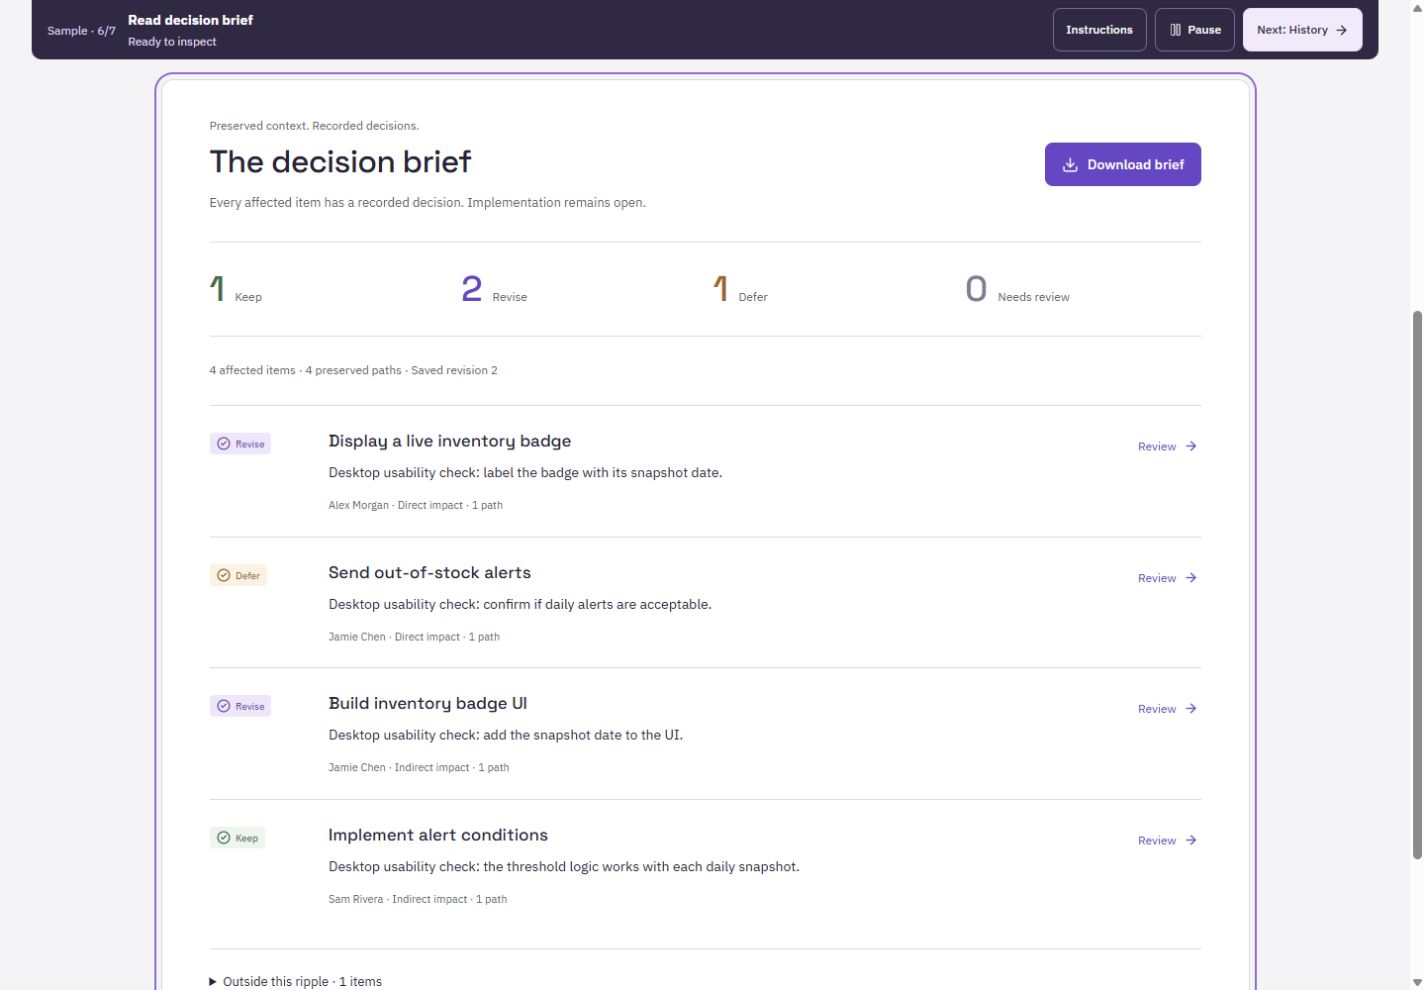 Sample · 6/7
Read decision brief
Ready to inspect
Instructions
Pause
Next: History
Preserved context. Recorded decisions.
The decision brief
Download brief
Every affected item has a recorded decision. Implementation remains open.
1 Keep
2 Revise
1 Defer
0 Needs review
4 affected items · 4 preserved paths · Saved revision 2
Revise
Display a live inventory badge
Review
Desktop usability check: label the badge with its snapshot date.
Alex Morgan · Direct impact · 1 path
Defer
Send out-of-stock alerts
Review
Desktop usability check: confirm if daily alerts are acceptable.
Jamie Chen · Direct impact · 1 path
Revise
Build inventory badge UI
Review
Desktop usability check: add the snapshot date to the UI.
Jamie Chen · Indirect impact · 1 path
Keep
Implement alert conditions
Review
Desktop usability check: the threshold logic works with each daily snapshot.
Sam Rivera · Indirect impact · 1 path
Outside this ripple · 1 items